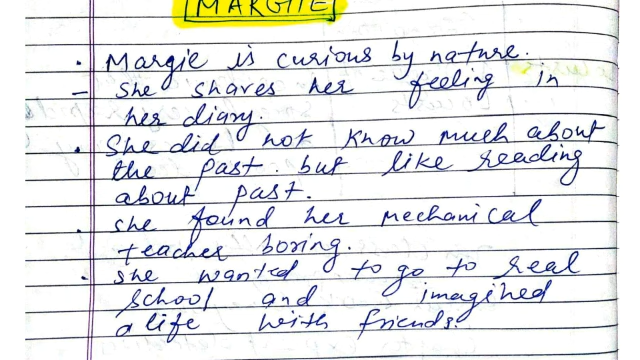 MARGIE
. Margie is curious by nature.
– She shares her feeling in
her diary.
. She did not know much about
the past. but like reading
about past.
. she found her mechanical
teacher boring.
. she wanted to go to real
school and imagined
a life with friends.